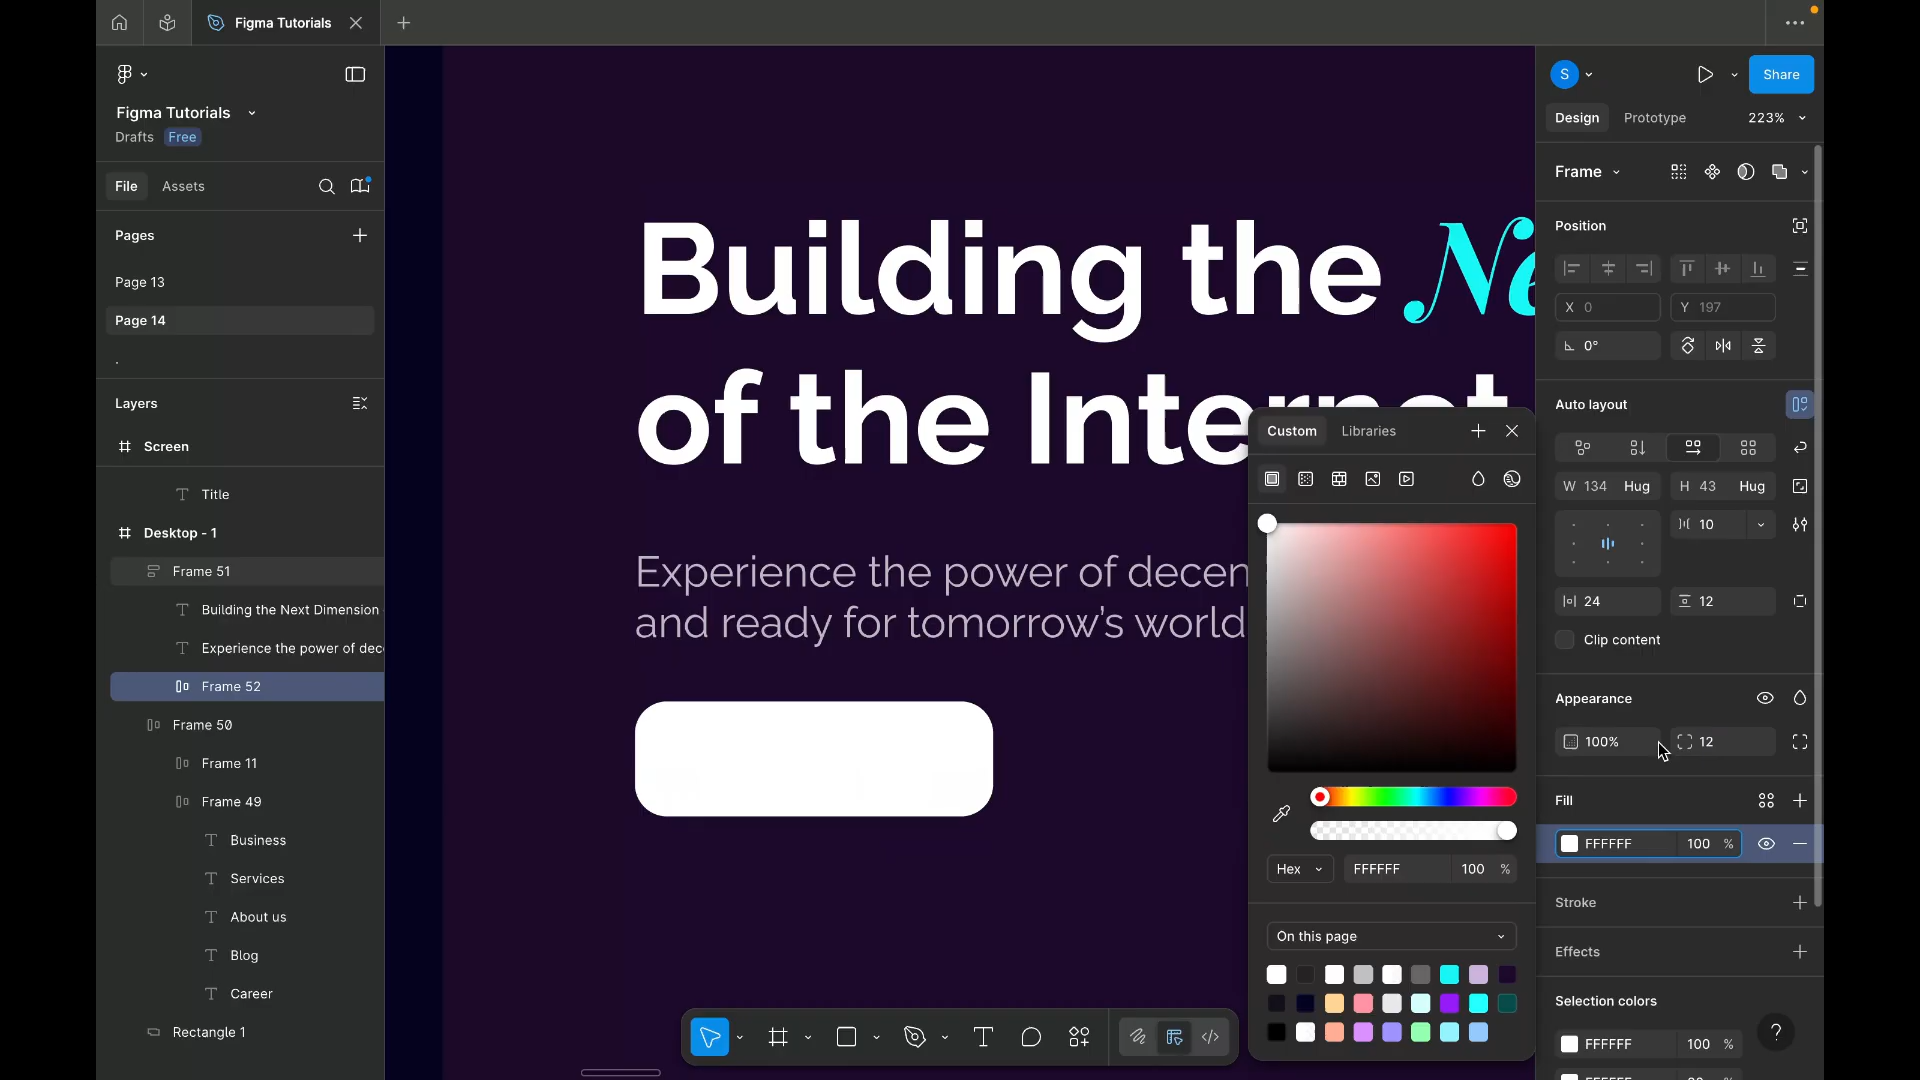 Figma Tutorials
Figma Tutorials
Drafts Free
File Assets
Pages
Page 13
Page 14
.
Layers
Screen
Title
Desktop - 1
Frame 51
Building the Next Dimension
Experience the power of dec
Frame 52
Frame 50
Frame 11
Frame 49
Business
Services
About us
Blog
Career
Rectangle 1
Building the Ne
of the Internet
Experience the power of decen
and ready for tomorrow's world
Custom Libraries
Hex FFFFFF 100 %
On this page
S Share
Design Prototype 223%
Frame
Position
X 0 Y 197
0°
Auto layout
W 134 Hug H 43 Hug
10
24 12
Clip content
Appearance
100% 12
Fill
FFFFFF 100 %
Stroke
Effects
Selection colors
FFFFFF 100 %
?